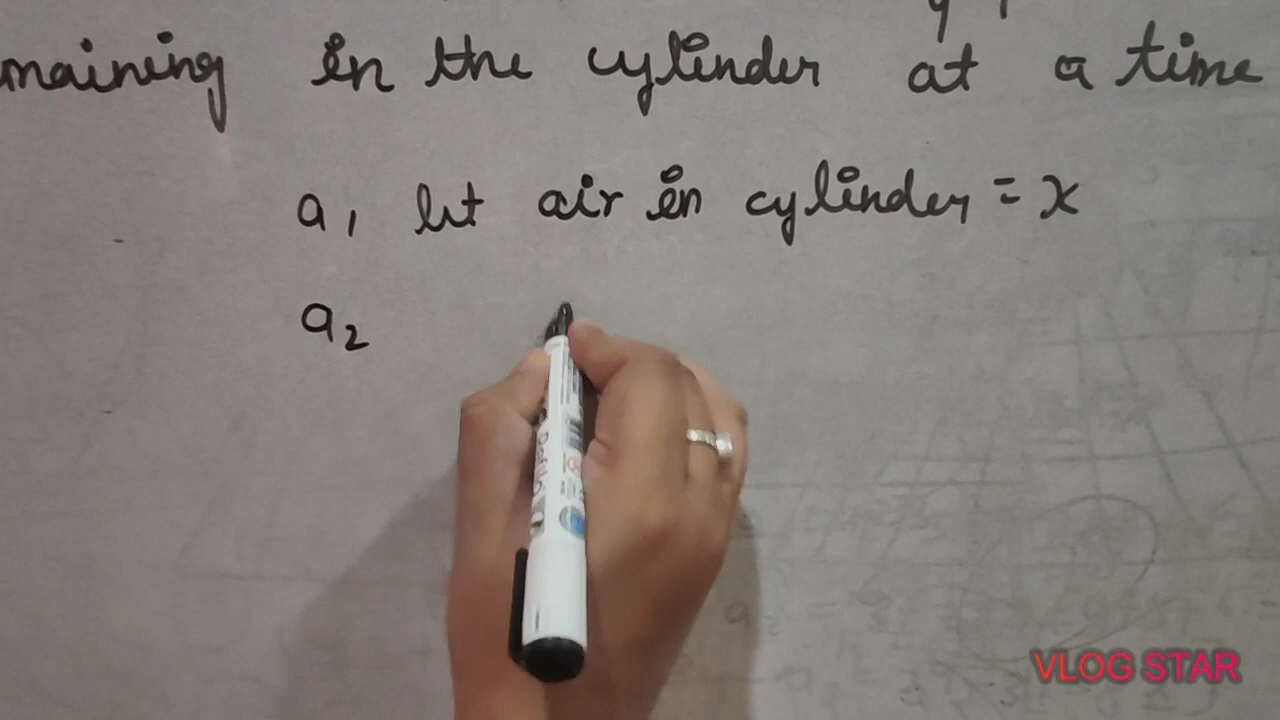 maining in the cylinder at a time
a1 let air in cylinder = x
a2
VLOG STAR